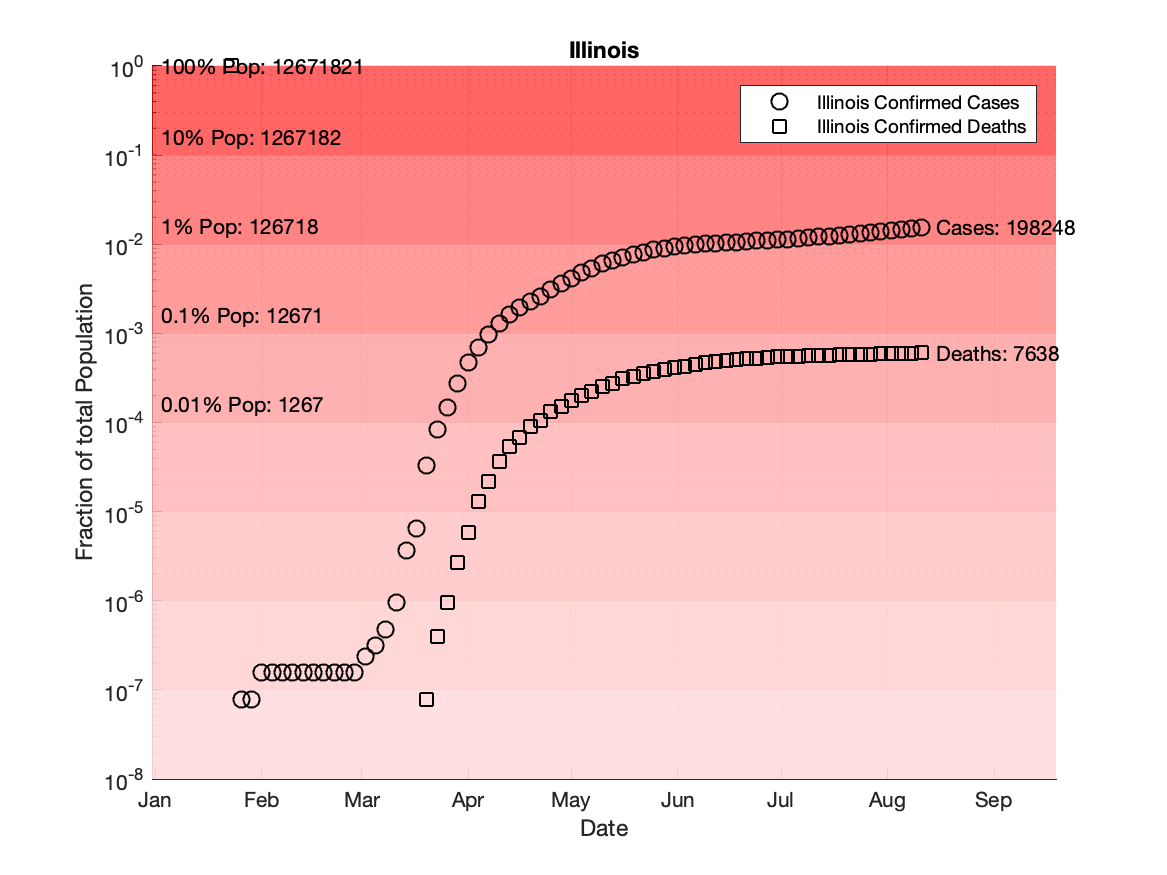 Illinois
10^0
100% Pop: 12671821
Illinois Confirmed Cases
Illinois Confirmed Deaths
10% Pop: 1267182
10^-1
1% Pop: 126718
Cases: 198248
10^-2
0.1% Pop: 12671
10^-3
Deaths: 7638
0.01% Pop: 1267
10^-4
10^-5
10^-6
10^-7
10^-8
Fraction of total Population
Jan Feb Mar Apr May Jun Jul Aug Sep
Date